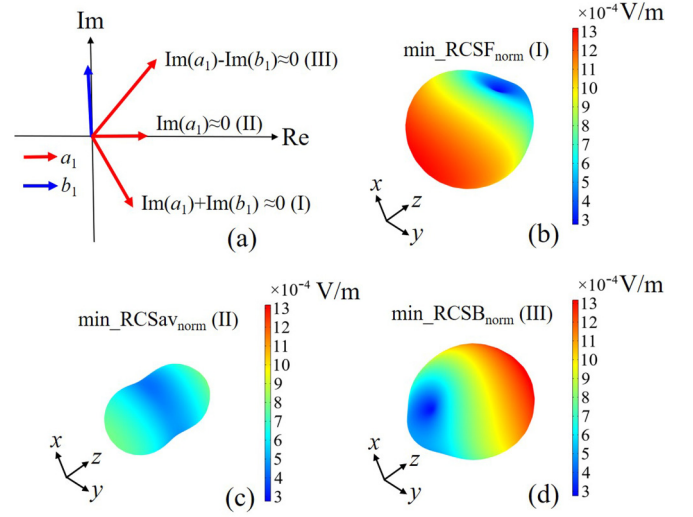 Im
Im(a₁)-Im(b₁)≈0 (III)
Im(a₁)≈0 (II)
Re
a₁
b₁
Im(a₁)+Im(b₁) ≈0 (I)
(a)
×10⁻⁴ V/m
min_RCSFnorm (I)
13
12
11
10
9
8
7
6
5
4
3
x
z
y
(b)
×10⁻⁴ V/m
min_RCSavnorm (II)
13
12
11
10
9
8
7
6
5
4
3
x
z
y
(c)
×10⁻⁴ V/m
min_RCSBnorm (III)
13
12
11
10
9
8
7
6
5
4
3
x
z
y
(d)